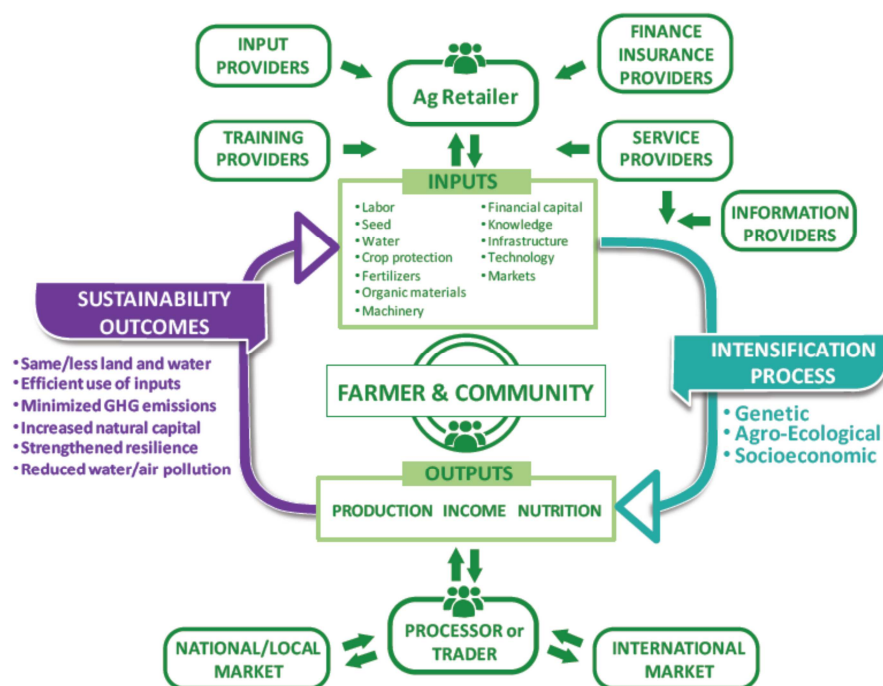 INPUT
PROVIDERS
FINANCE
INSURANCE
PROVIDERS
Ag Retailer
TRAINING
PROVIDERS
SERVICE
PROVIDERS
INFORMATION
PROVIDERS
INPUTS
• Labor
• Seed
• Water
• Crop protection
• Fertilizers
• Organic materials
• Machinery
• Financial capital
• Knowledge
• Infrastructure
• Technology
• Markets
SUSTAINABILITY
OUTCOMES
• Same/less land and water
• Efficient use of inputs
• Minimized GHG emissions
• Increased natural capital
• Strengthened resilience
• Reduced water/air pollution
FARMER & COMMUNITY
INTENSIFICATION
PROCESS
• Genetic
• Agro-Ecological
• Socioeconomic
OUTPUTS
PRODUCTION INCOME NUTRITION
PROCESSOR or
TRADER
NATIONAL/LOCAL
MARKET
INTERNATIONAL
MARKET